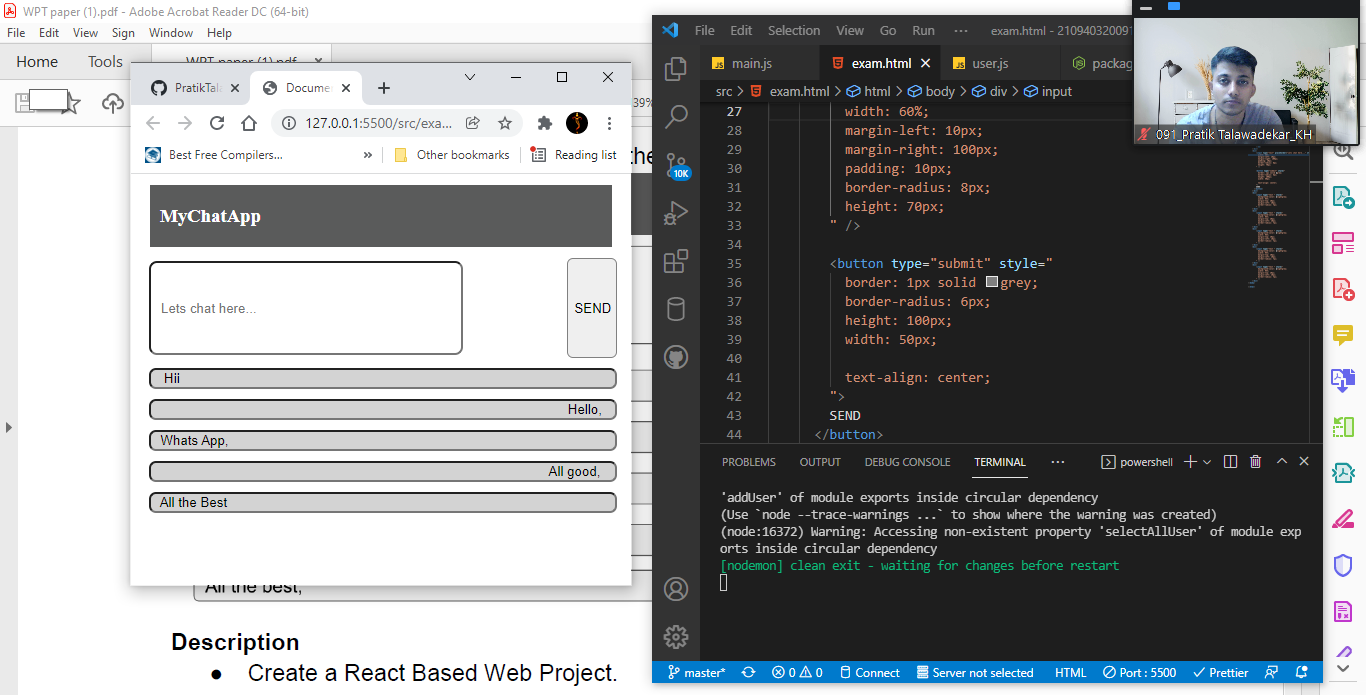 WPT paper (1).pdf - Adobe Acrobat Reader DC (64-bit)
File Edit View Sign Window Help
Home Tools WPT paper (1).pdf ×
39%
the
All the best,
Description
● Create a React Based Web Project.
PratikTal
Docume
127.0.0.1:5500/src/exa...
Best Free Compilers...
»
Other bookmarks
Reading list
MyChatApp
Lets chat here...
SEND
Hii
Hello,
Whats App,
All good,
All the Best
File Edit Selection View Go Run ··· exam.html - 210940320091
main.js
exam.html
user.js
packag
src > exam.html > html > body > div > input
27 width: 60%;
28 margin-left: 10px;
29 margin-right: 100px;
30 padding: 10px;
31 border-radius: 8px;
32 height: 70px;
33 " />
34
35 <button type="submit" style="
36 border: 1px solid grey;
37 border-radius: 6px;
38 height: 100px;
39 width: 50px;
40
41 text-align: center;
42 ">
43 SEND
44 </button>
10K
PROBLEMS OUTPUT DEBUG CONSOLE TERMINAL ··· powershell
'addUser' of module exports inside circular dependency
(Use `node --trace-warnings ...` to show where the warning was created)
(node:16372) Warning: Accessing non-existent property 'selectAllUser' of module exp
orts inside circular dependency
[nodemon] clean exit - waiting for changes before restart
master* 0 0 Connect Server not selected HTML Port : 5500 Prettier
091_Pratik Talawadekar_KH